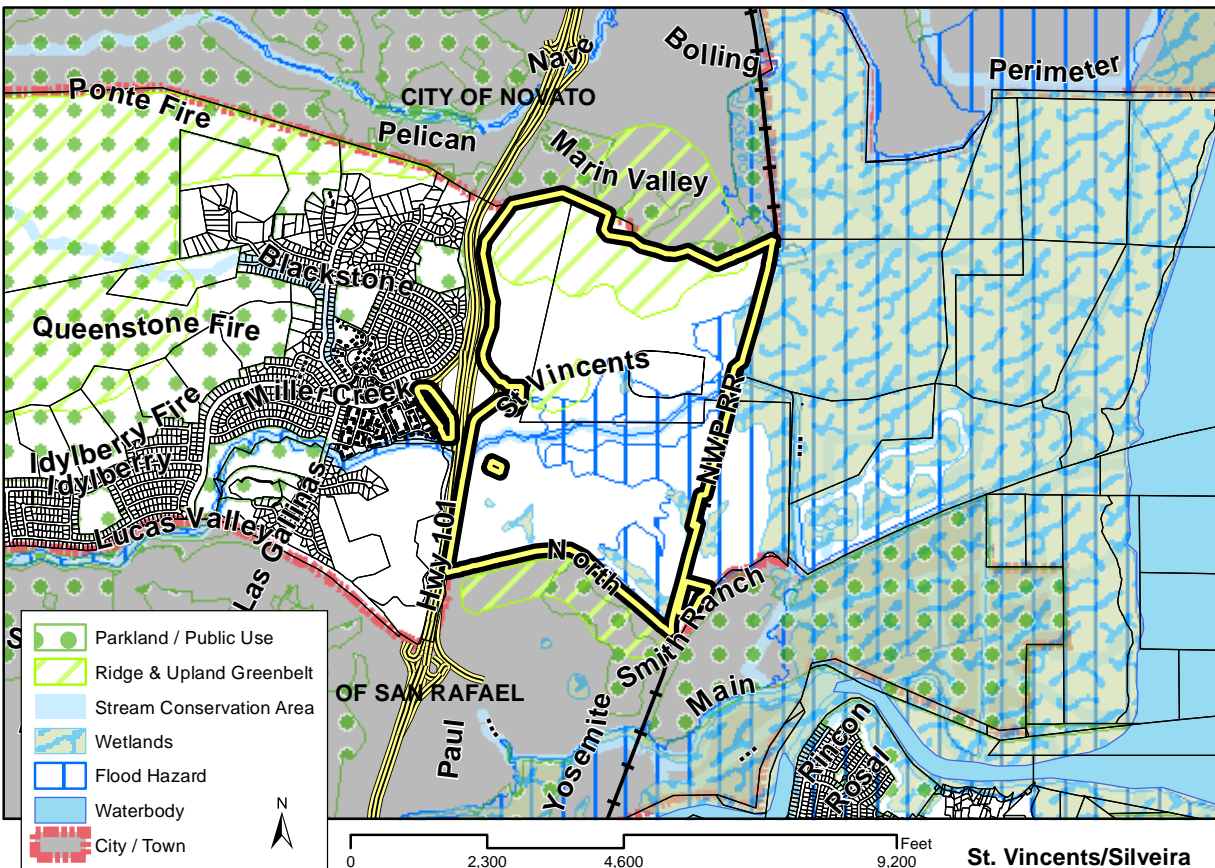 Bolling
Nave
Perimeter
Ponte Fire
CITY OF NOVATO
Pelican
Marin Valley
Blackstone
Queenstone Fire
St. Vincents
Miller Creek
Idylberry Fire
Idylberry
NWP RR
...
Lucas Valley
Las Gallinas
Hwy 101
North
Smith Ranch
OF SAN RAFAEL
Main
Paul
...
Yosemite
...
Rincon
Rosal
S
Parkland / Public Use
Ridge & Upland Greenbelt
Stream Conservation Area
Wetlands
Flood Hazard
Waterbody
City / Town
N
Feet
0 2,300 4,600 9,200
St. Vincents/Silveira